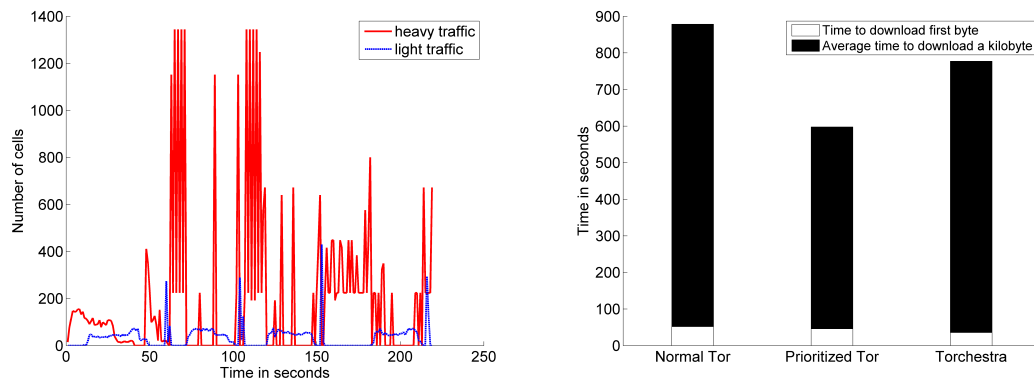 1400
1200
1000
800
600
400
200
0
0
50
100
150
200
250
Number of cells
Time in seconds
heavy traffic
light traffic
900
800
700
600
500
400
300
200
100
0
Time in seconds
Time to download first byte
Average time to download a kilobyte
Normal Tor
Prioritized Tor
Torchestra